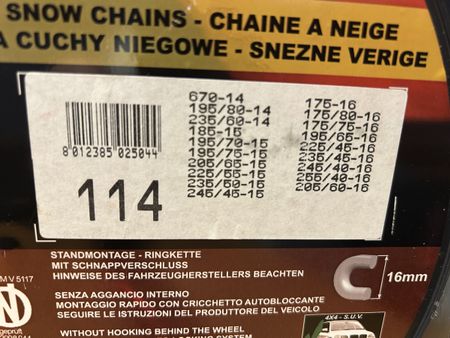 SNOW CHAINS - CHAINE A NEIGE
A CUCHY NIEGOWE - SNEZNE VERIGE
670-14
195/80-14
235/60-14
185-15
195/70-15
195/75-15
205/65-15
225/55-15
235/50-15
245/45-15
175-16
175/80-16
175/75-16
195/65-16
225/45-16
235/45-16
245/40-16
255/40-16
205/60-16
8 012385 025044
114
M V 5117
geprüft
STANDMONTAGE - RINGKETTE
MIT SCHNAPPVERSCHLUSS
HINWEISE DES FAHRZEUGHERSTELLERS BEACHTEN
16mm
SENZA AGGANCIO INTERNO
MONTAGGIO RAPIDO CON CRICCHETTO AUTOBLOCCANTE
SEGUIRE LE ISTRUZIONI DEL PRODUTTORE DEL VEICOLO
4X4 - S.U.V.
WITHOUT HOOKING BEHIND THE WHEEL